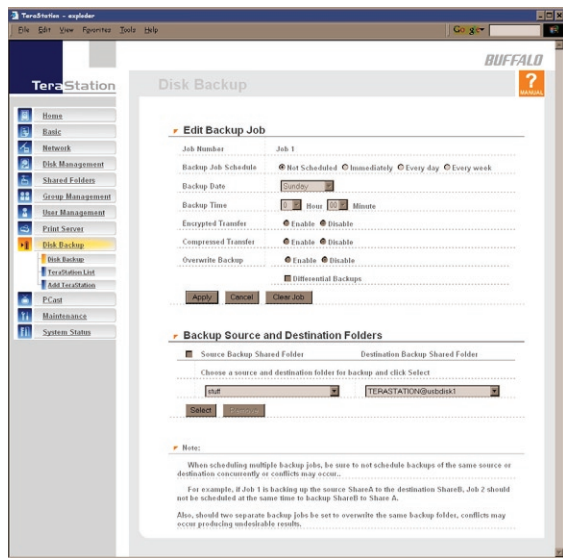 TeraStation - exploder
File Edit View Favorites Tools Help
Google
BUFFALO
TeraStation
Disk Backup
?
MANUAL
Home
Basic
Network
Disk Management
Shared Folders
Group Management
User Management
Print Server
Disk Backup
Disk Backup
TeraStation List
Add TeraStation
PCast
Maintenance
System Status
Edit Backup Job
Job Number Job 1
Backup Job Schedule Not Scheduled Immediately Every day Every week
Backup Date Sunday
Backup Time 0 Hour 00 Minute
Encrypted Transfer Enable Disable
Compressed Transfer Enable Disable
Overwrite Backup Enable Disable
Differential Backups
Apply Cancel Clear Job
Backup Source and Destination Folders
Source Backup Shared Folder Destination Backup Shared Folder
Choose a source and destination folder for backup and click Select
stuff TERASTATION@usbdisk1
Select
Note:
When scheduling multiple backup jobs, be sure to not schedule backups of the same source or
destination concurrently or conflicts may occur..
For example, if Job 1 is backing up the source ShareA to the destination ShareB, Job 2 should
not be scheduled at the same time to backup ShareB to Share A.
Also, should two separate backup jobs be set to overwrite the same backup folder, conflicts may
occur producing undesirable results.